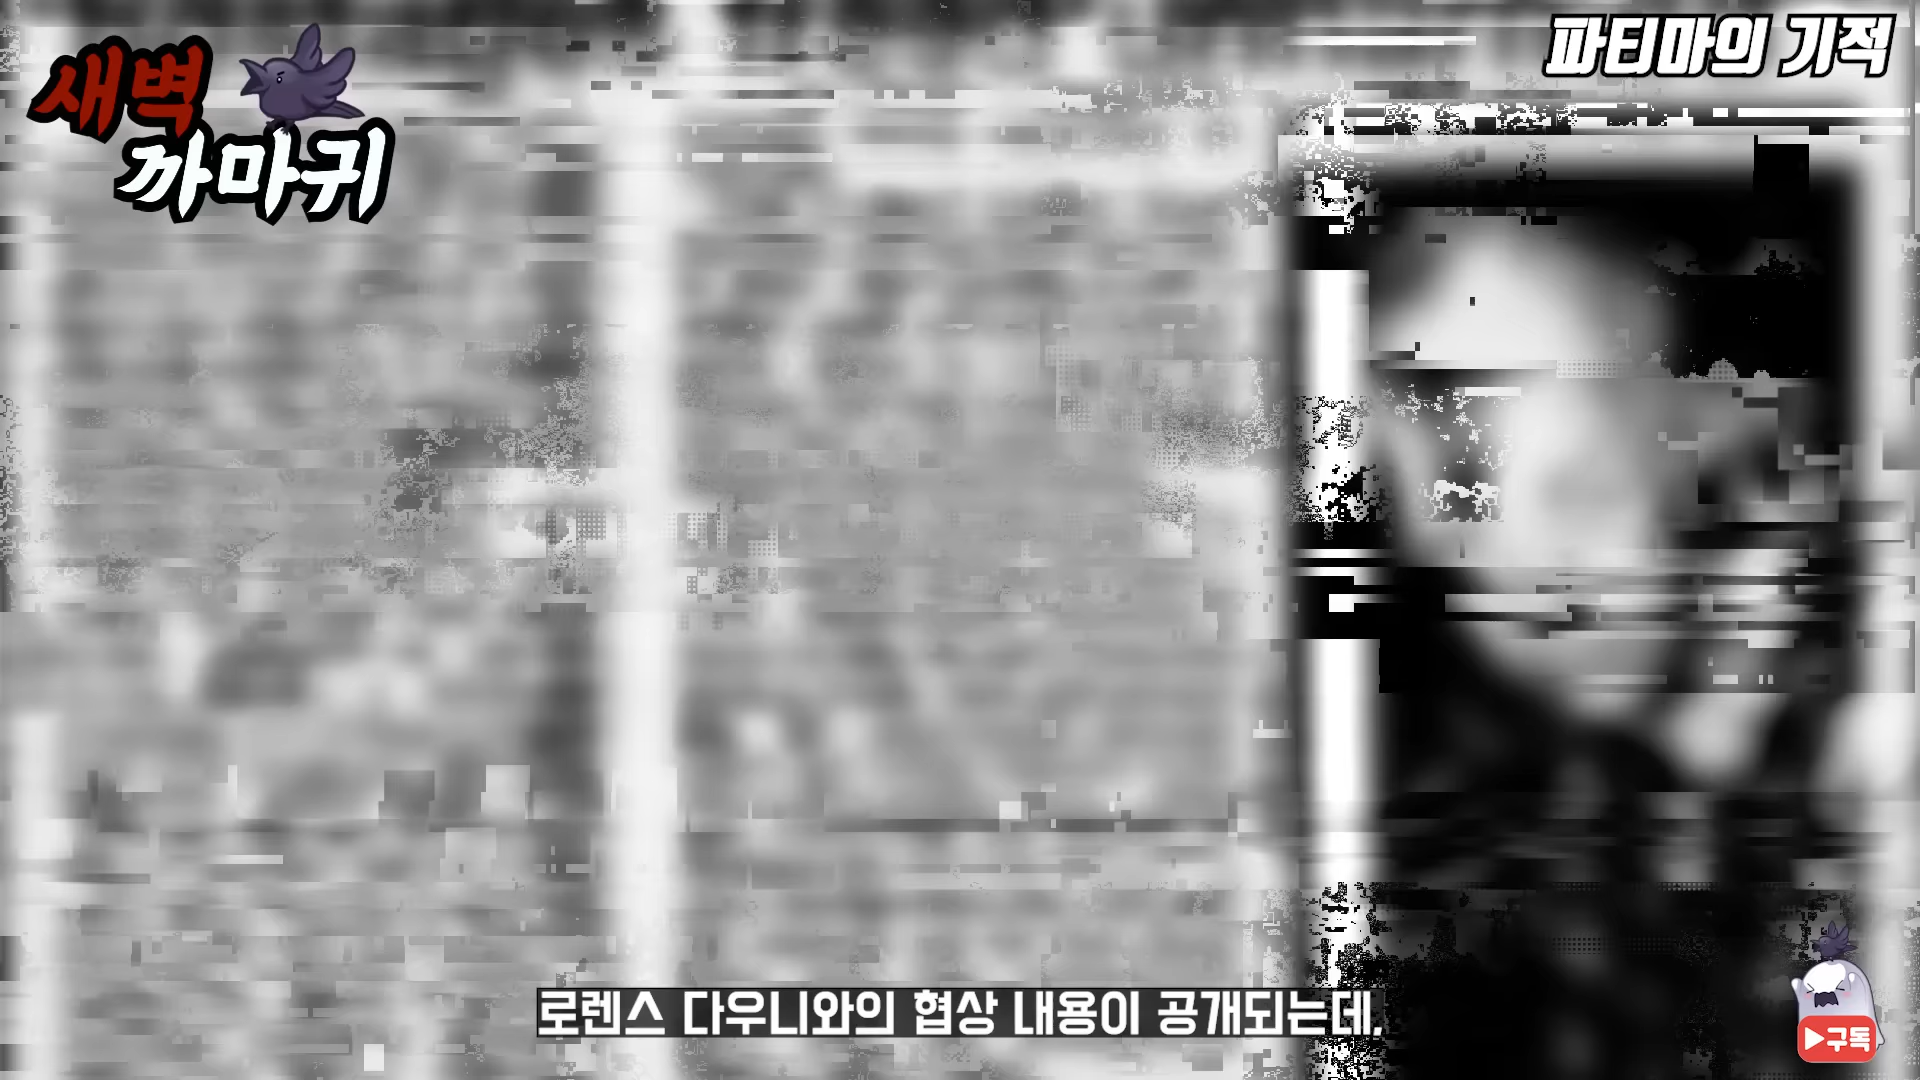 새벽
까마귀
파티마의 기적
로렌스 다우니와의 협상 내용이 공개되는데,
구독